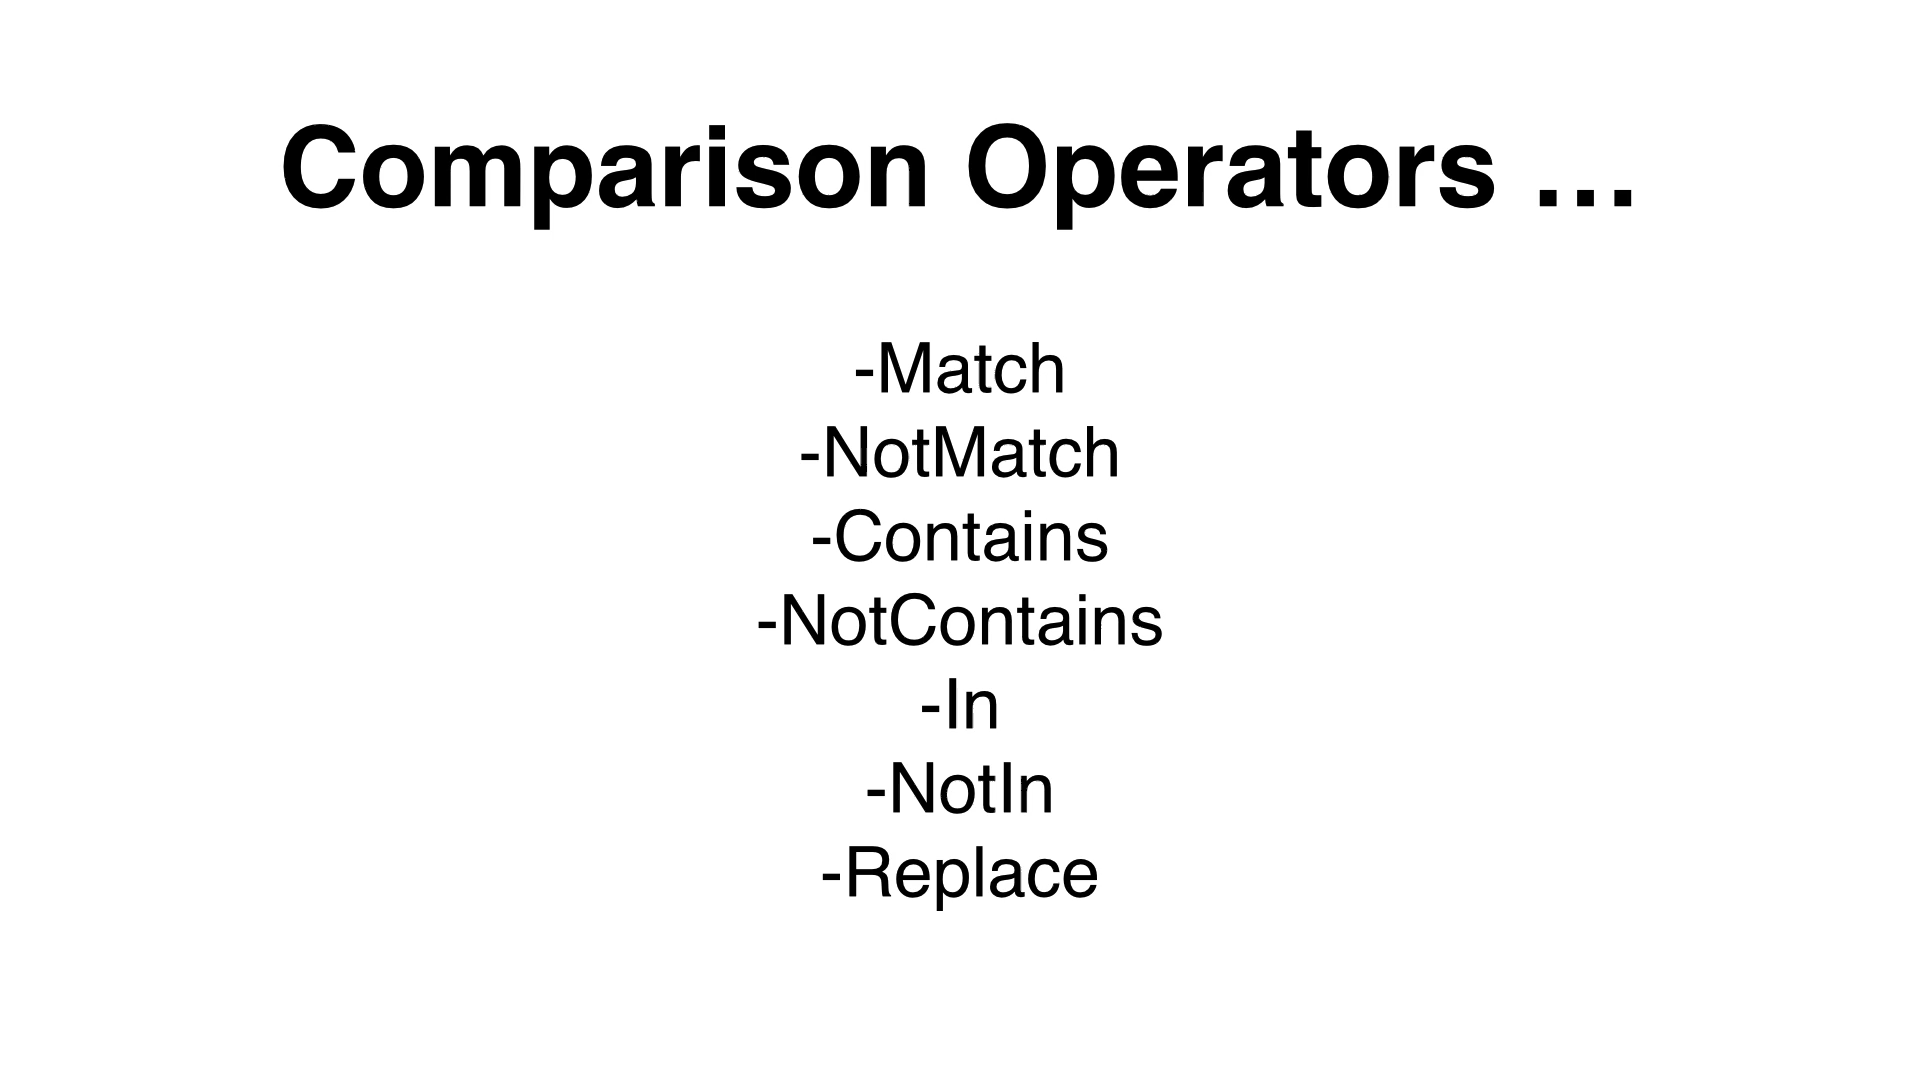 Comparison Operators …
-Match
-NotMatch
-Contains
-NotContains
-In
-NotIn
-Replace